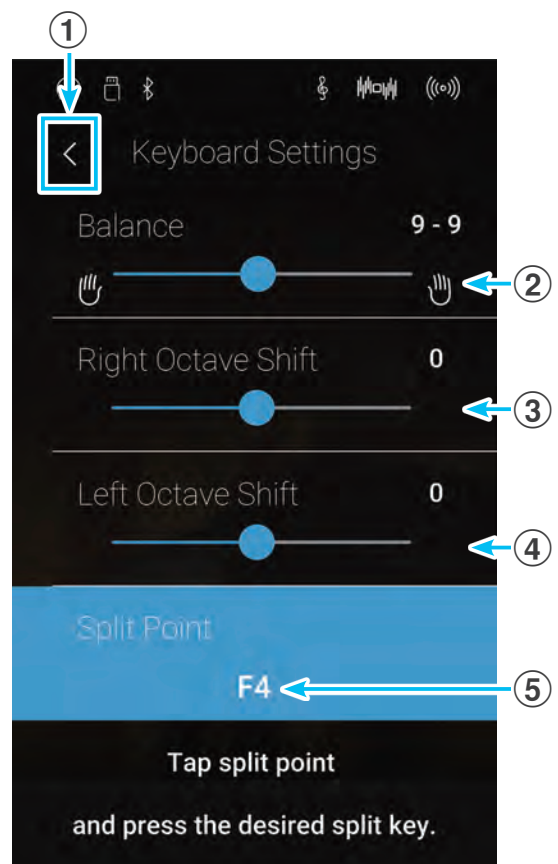 ①
< Keyboard Settings
Balance 9 - 9
②
Right Octave Shift 0
③
Left Octave Shift 0
④
Split Point
F4
⑤
Tap split point
and press the desired split key.